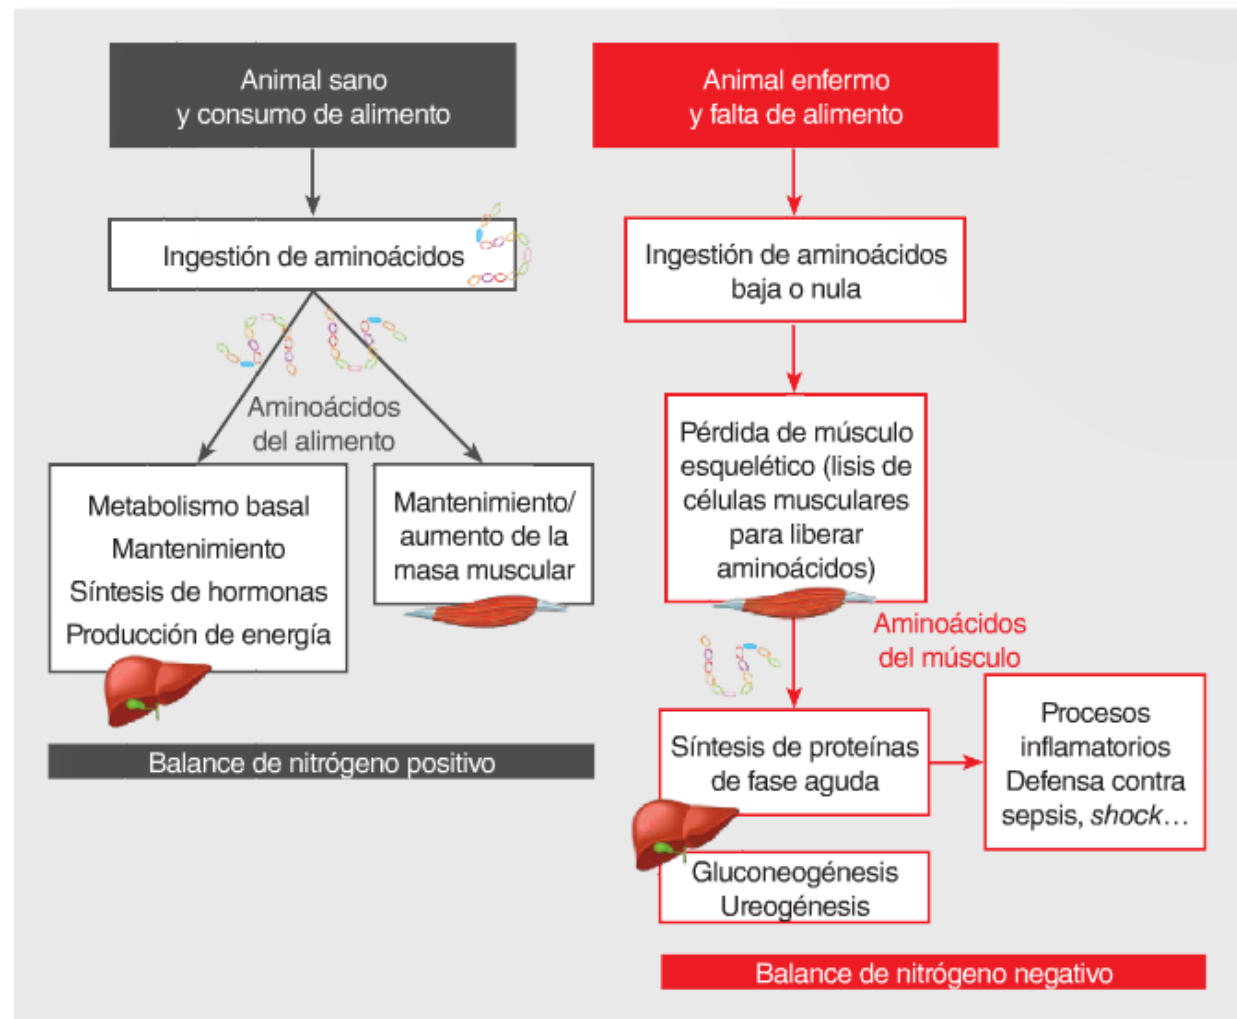 Animal sano
y consumo de alimento
Ingestión de aminoácidos
Aminoácidos
del alimento
Metabolismo basal
Mantenimiento
Síntesis de hormonas
Producción de energía
Mantenimiento/
aumento de la
masa muscular
Balance de nitrógeno positivo
Animal enfermo
y falta de alimento
Ingestión de aminoácidos
baja o nula
Pérdida de músculo
esquelético (lisis de
células musculares
para liberar
aminoácidos)
Aminoácidos
del músculo
Síntesis de proteínas
de fase aguda
Procesos
inflamatorios
Defensa contra
sepsis, shock…
Gluconeogénesis
Ureogénesis
Balance de nitrógeno negativo